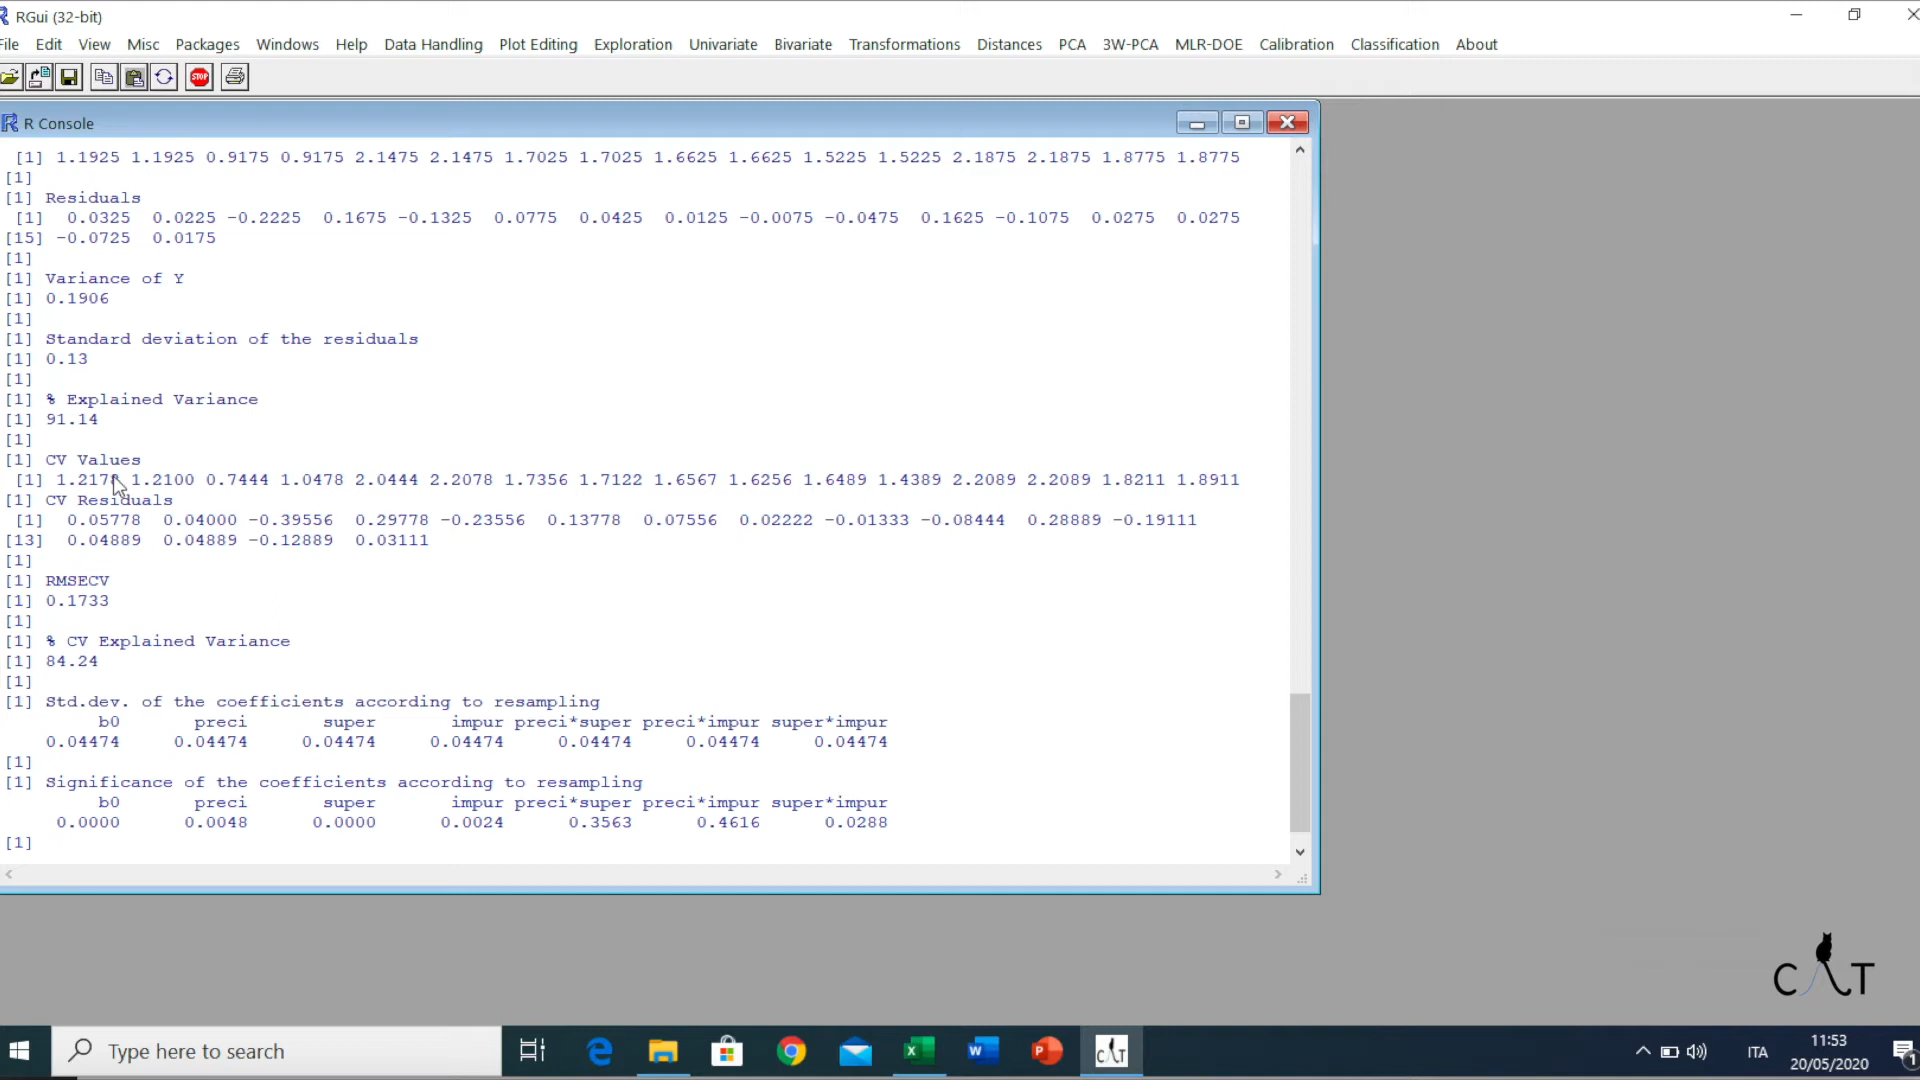 RGui (32-bit)
File Edit View Misc Packages Windows Help Data Handling Plot Editing Exploration Univariate Bivariate Transformations Distances PCA 3W-PCA MLR-DOE Calibration Classification About
STOP
R Console
[1] 1.1925 1.1925 0.9175 0.9175 2.1475 2.1475 1.7025 1.7025 1.6625 1.6625 1.5225 1.5225 2.1875 2.1875 1.8775 1.8775
[1]
[1] Residuals
[1] 0.0325 0.0225 -0.2225 0.1675 -0.1325 0.0775 0.0425 0.0125 -0.0075 -0.0475 0.1625 -0.1075 0.0275 0.0275
[15] -0.0725 0.0175
[1]
[1] Variance of Y
[1] 0.1906
[1]
[1] Standard deviation of the residuals
[1] 0.13
[1]
[1] % Explained Variance
[1] 91.14
[1]
[1] CV Values
[1] 1.2178 1.2100 0.7444 1.0478 2.0444 2.2078 1.7356 1.7122 1.6567 1.6256 1.6489 1.4389 2.2089 2.2089 1.8211 1.8911
[1] CV Residuals
[1] 0.05778 0.04000 -0.39556 0.29778 -0.23556 0.13778 0.07556 0.02222 -0.01333 -0.08444 0.28889 -0.19111
[13] 0.04889 0.04889 -0.12889 0.03111
[1]
[1] RMSECV
[1] 0.1733
[1]
[1] % CV Explained Variance
[1] 84.24
[1]
[1] Std.dev. of the coefficients according to resampling
b0 preci super impur preci*super preci*impur super*impur
0.04474 0.04474 0.04474 0.04474 0.04474 0.04474 0.04474
[1]
[1] Significance of the coefficients according to resampling
b0 preci super impur preci*super preci*impur super*impur
0.0000 0.0048 0.0000 0.0024 0.3563 0.4616 0.0288
[1]
CAT
Type here to search
ITA
11:53
20/05/2020
1